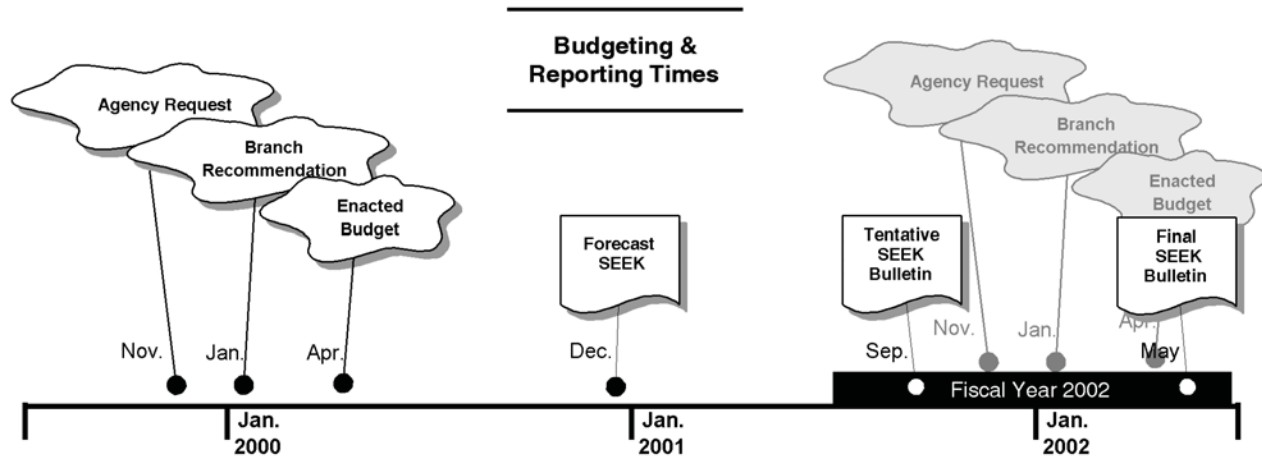 Budgeting &
Reporting Times
Agency Request
Branch
Recommendation
Enacted
Budget
Nov.
Jan.
Apr.
Forecast
SEEK
Dec.
Agency Request
Branch
Recommendation
Enacted
Budget
Tentative
SEEK
Bulletin
Final
SEEK
Bulletin
Sep.
Nov.
Jan.
Apr.
May
Fiscal Year 2002
Jan.
2000
Jan.
2001
Jan.
2002